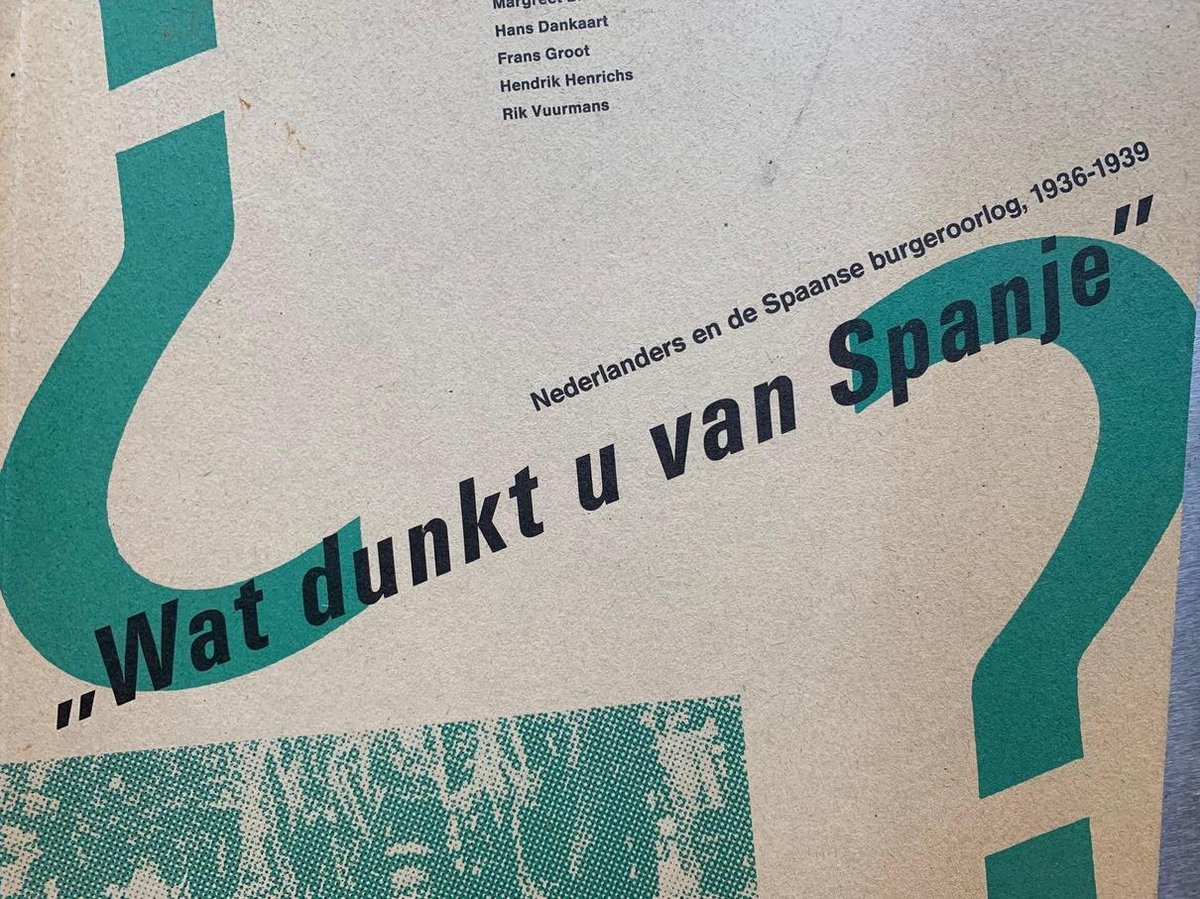 Margreet
Hans Dankaart
Frans Groot
Hendrik Henrichs
Rik Vuurmans
Nederlanders en de Spaanse burgeroorlog, 1936-1939
„Wat dunkt u van Spanje”